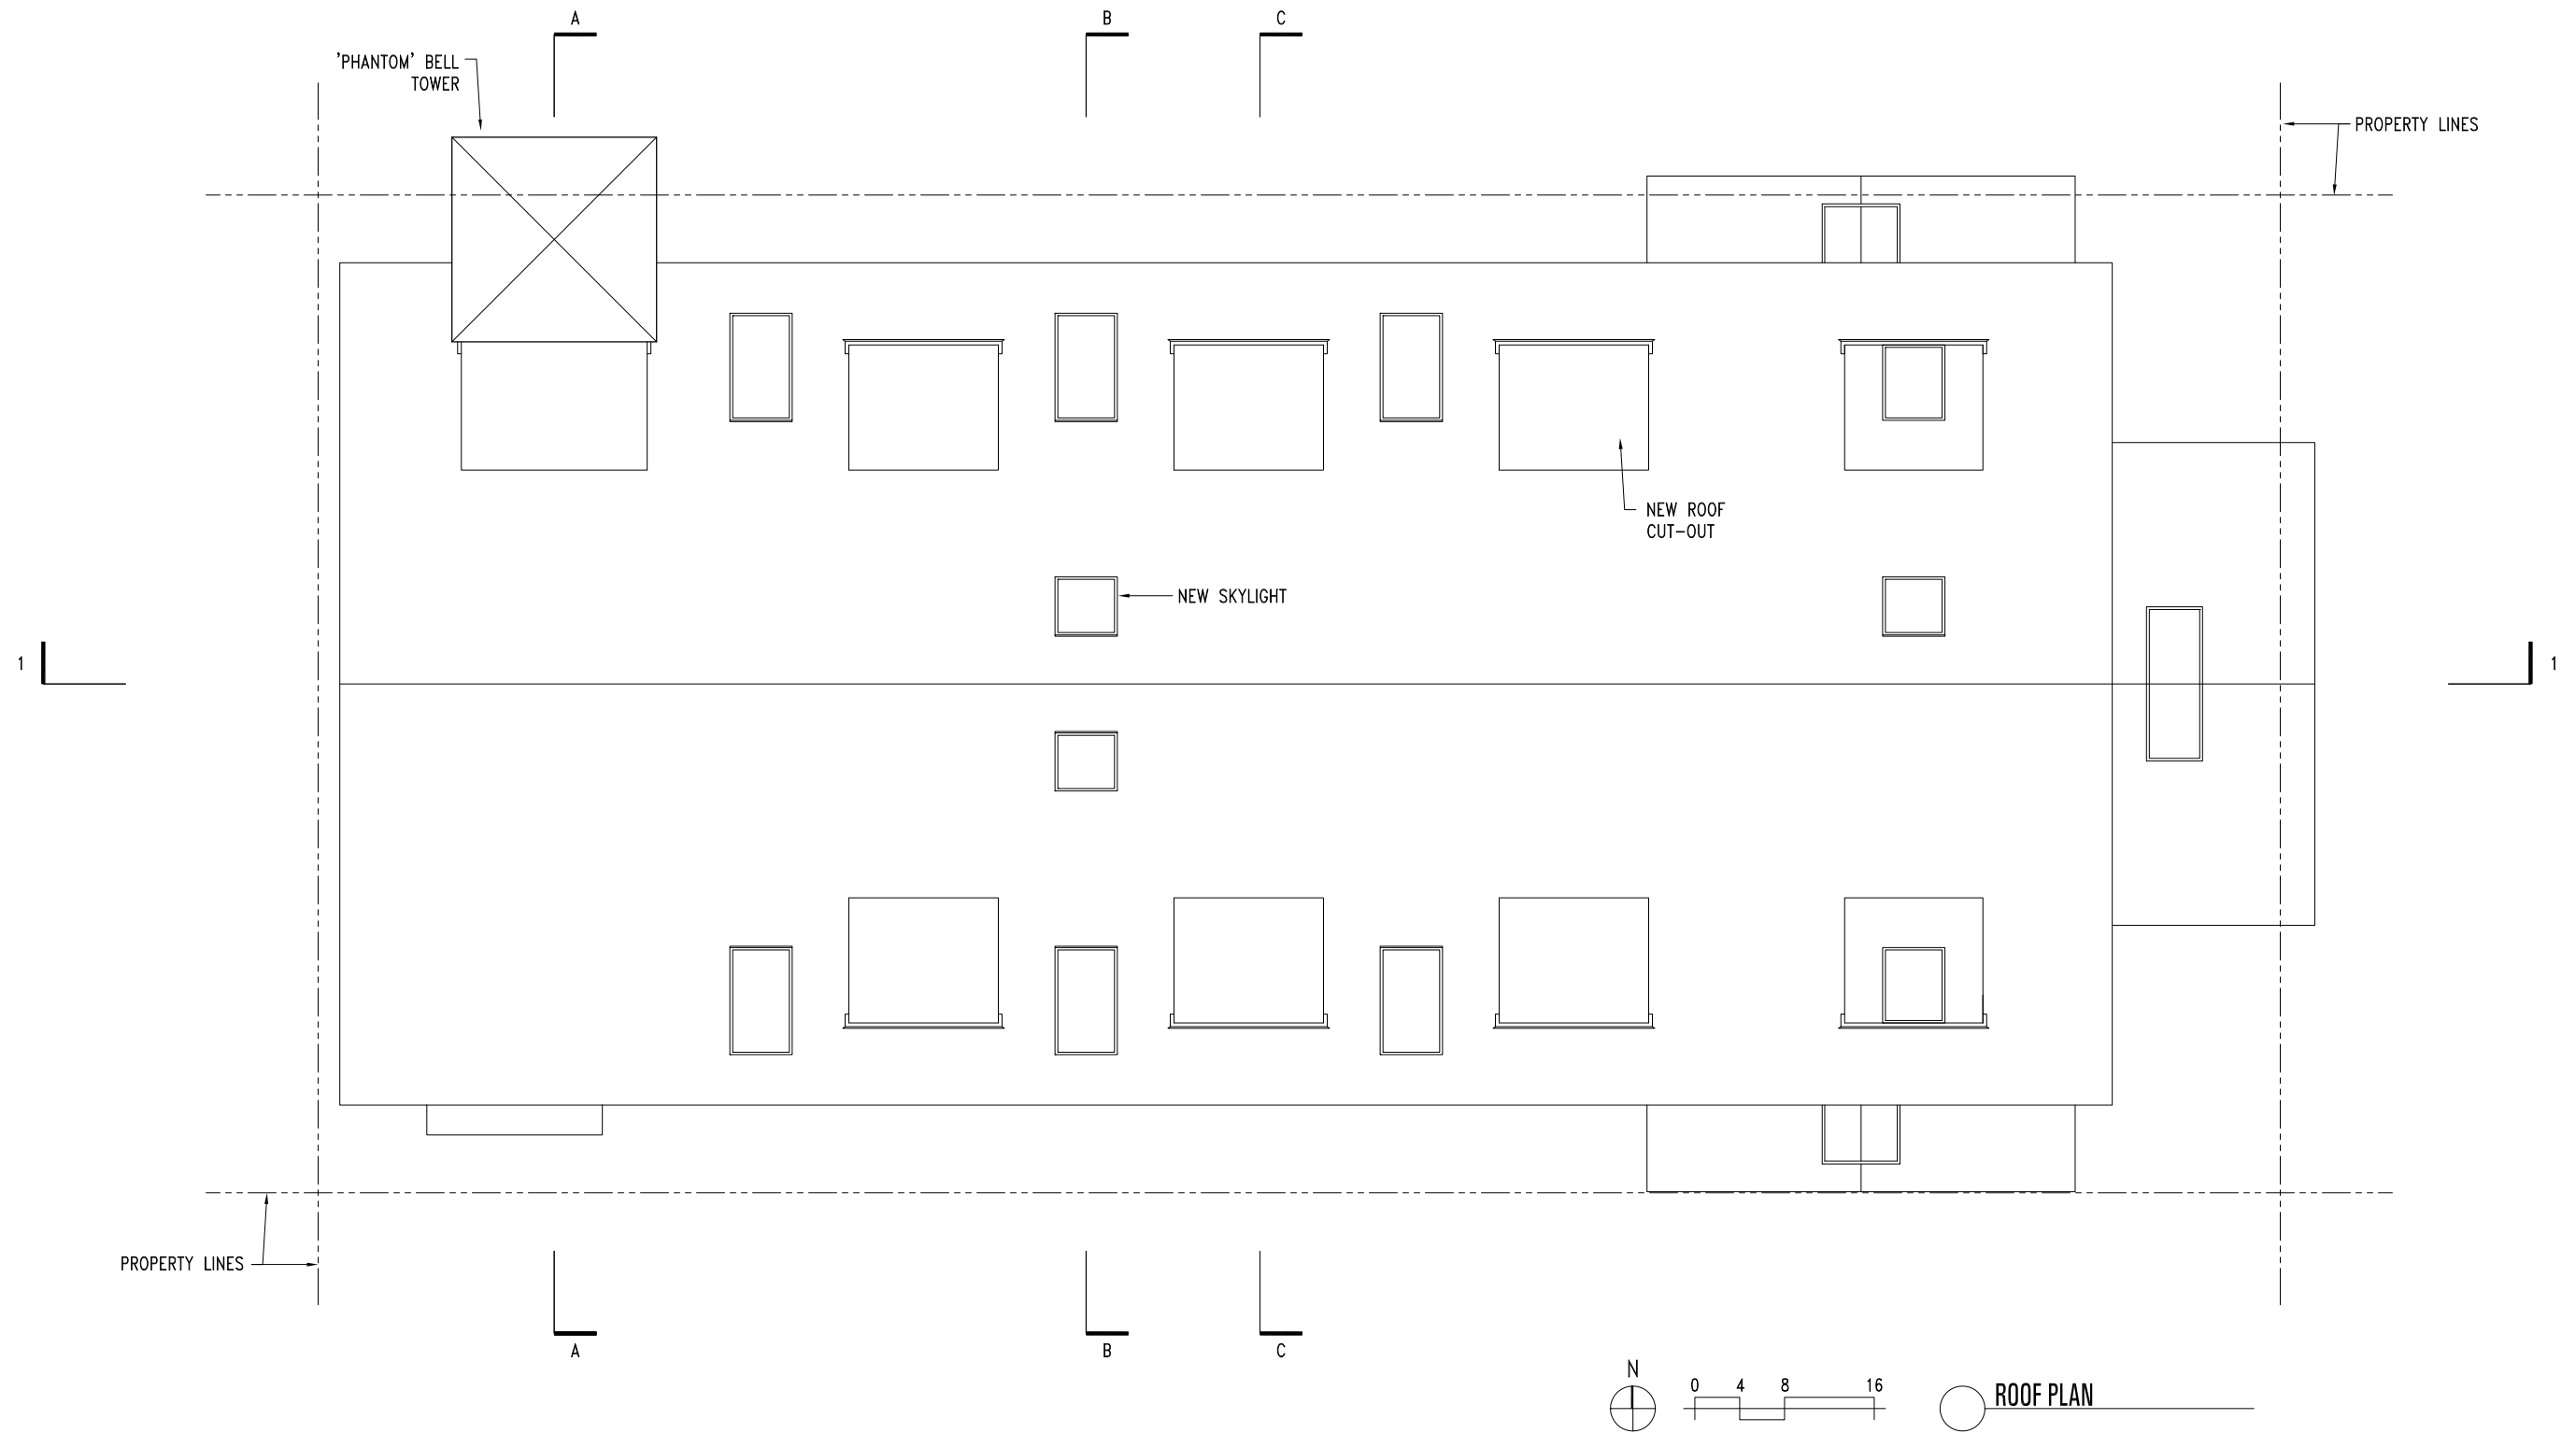 A
B
C
'PHANTOM' BELL
TOWER
PROPERTY LINES
NEW ROOF
CUT-OUT
NEW SKYLIGHT
1
1
PROPERTY LINES
A
B
C
N
0 4 8 16
ROOF PLAN